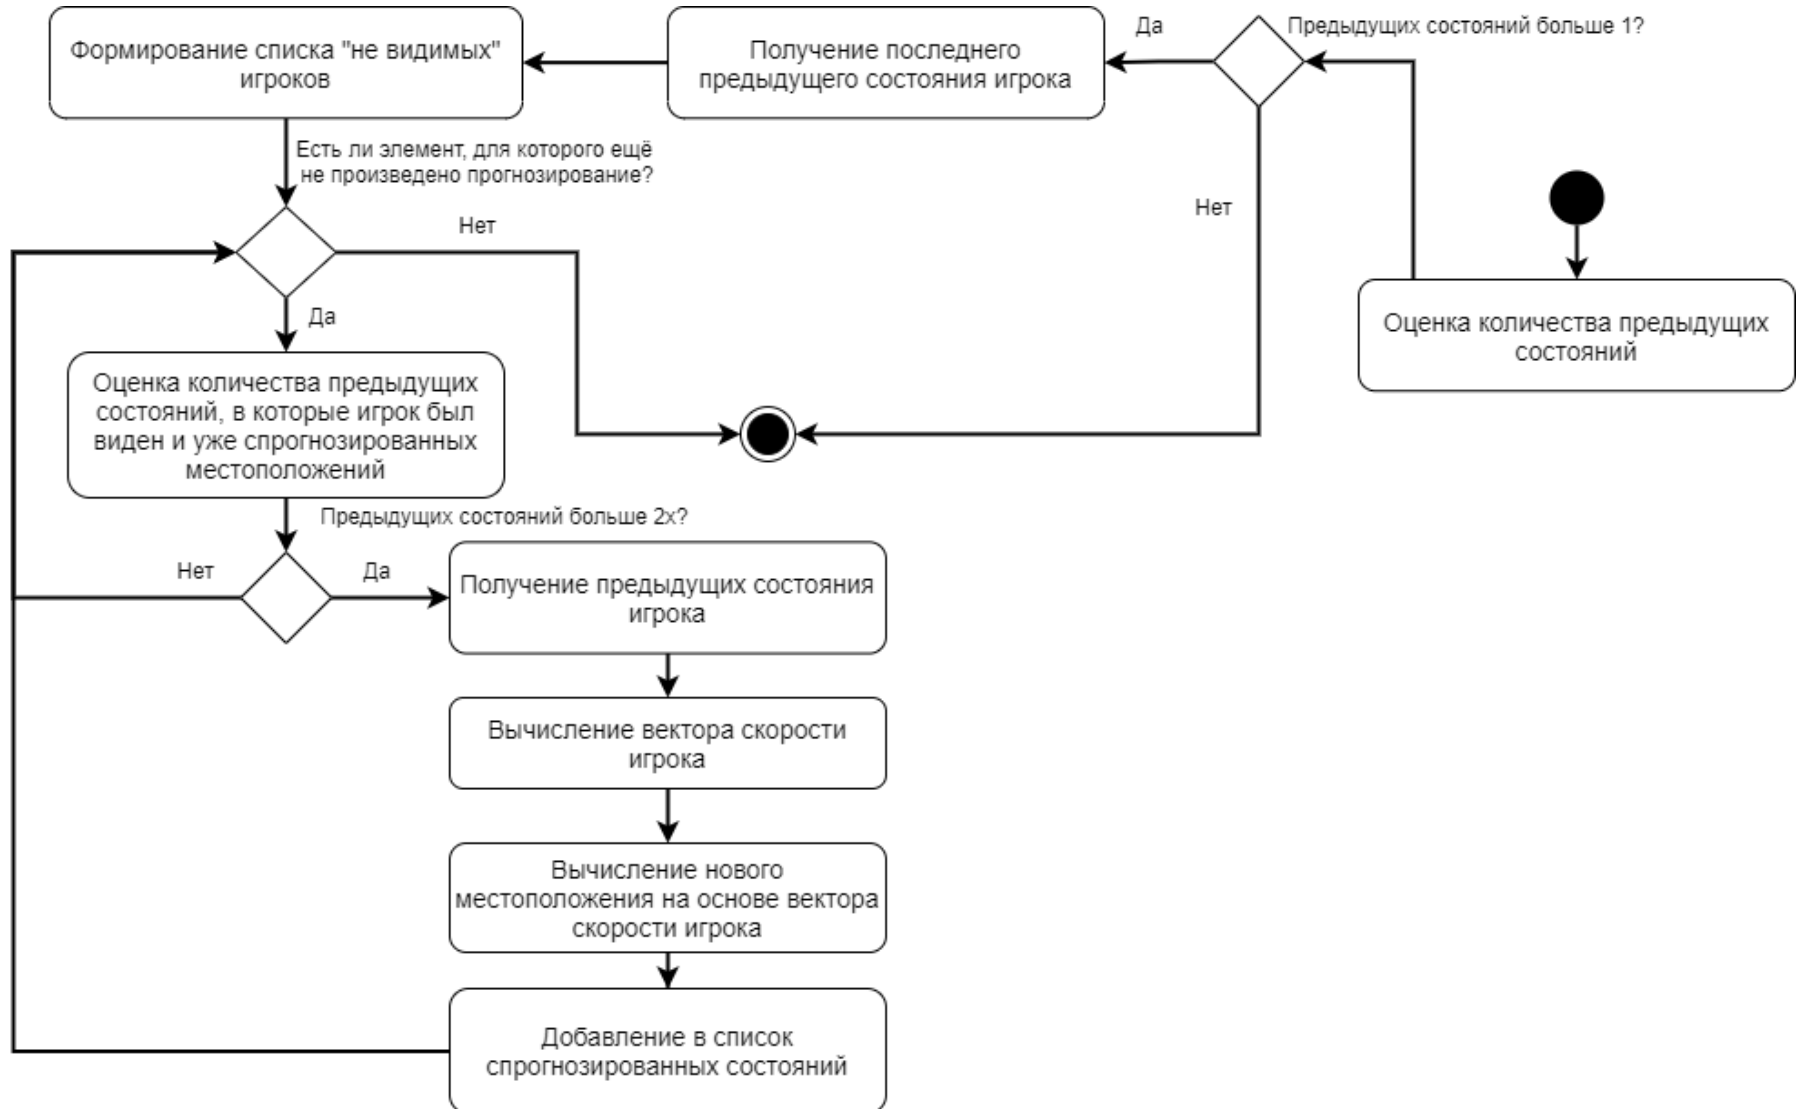 Формирование списка "не видимых"
игроков
Получение последнего
предыдущего состояния игрока
Да
Предыдущих состояний больше 1?
Есть ли элемент, для которого ещё
не произведено прогнозирование?
Нет
Нет
Да
Оценка количества предыдущих
состояний
Оценка количества предыдущих
состояний, в которые игрок был
виден и уже спрогнозированных
местоположений
Предыдущих состояний больше 2х?
Нет
Да
Получение предыдущих состояния
игрока
Вычисление вектора скорости
игрока
Вычисление нового
местоположения на основе вектора
скорости игрока
Добавление в список
спрогнозированных состояний